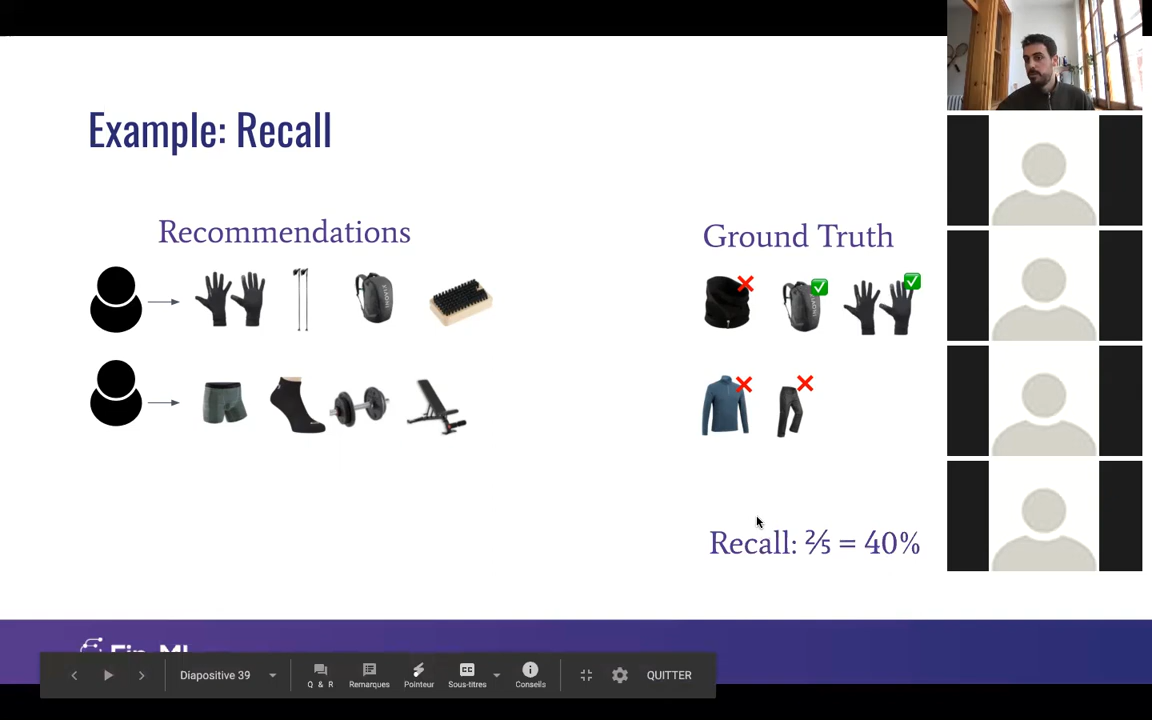 Example: Recall
Recommendations
Ground Truth
Recall: ⅖ = 40%
Diapositive 39
Q & R
Remarques
Pointeur
Sous-titres
Conseils
QUITTER